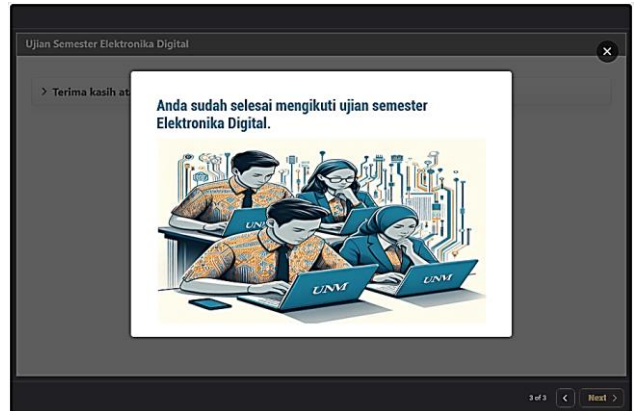 Ujian Semester Elektronika Digital
> Terima kasih at
Anda sudah selesai mengikuti ujian semester
Elektronika Digital.
UNM
UNM
3 of 3
Next >